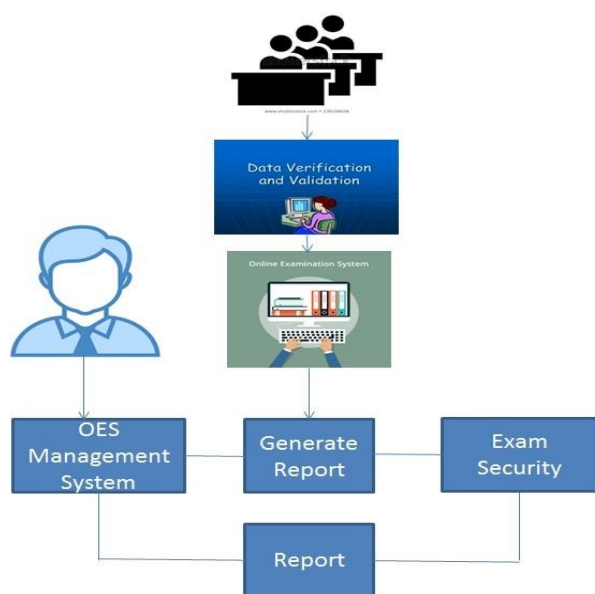 Data Verification
and Validation
Online Examination System
OES
Management
System
Generate
Report
Exam
Security
Report